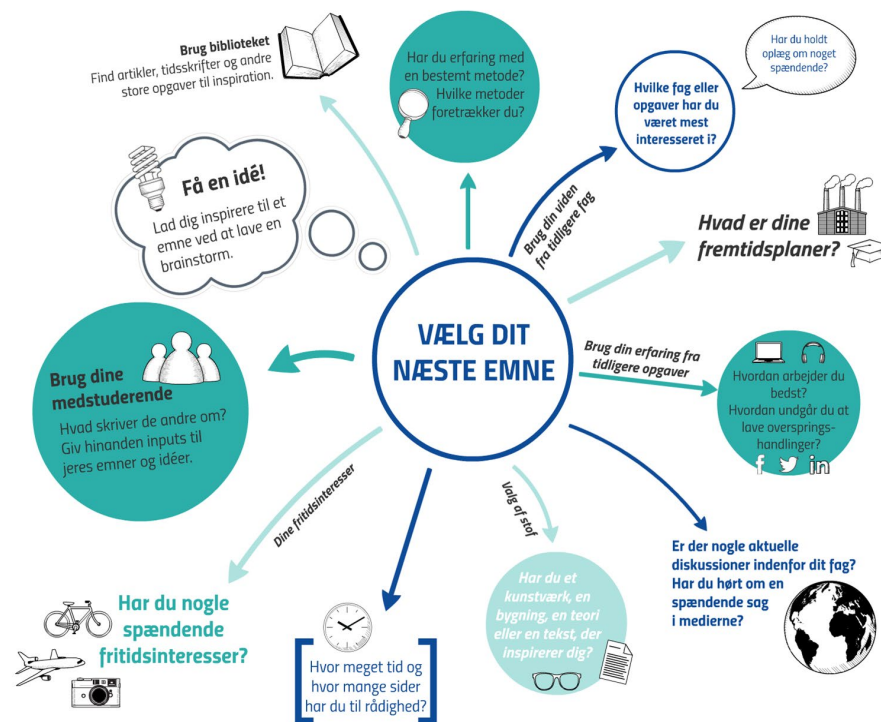 Brug biblioteket
Find artikler, tidsskrifter og andre
store opgaver til inspiration.
Har du erfaring med
en bestemt metode?
Hvilke metoder
foretrækker du?
Hvilke fag eller
opgaver har du
været mest
interesseret i?
Har du holdt
oplæg om noget
spændende?
Få en idé!
Lad dig inspirere til et
emne ved at lave en
brainstorm.
Brug din viden
fra tidligere fag
Hvad er dine
fremtidsplaner?
VÆLG DIT
NÆSTE EMNE
Brug dine
medstuderende
Hvad skriver de andre om?
Giv hinanden inputs til
jeres emner og idéer.
Brug din erfaring fra
tidligere opgaver
Hvordan arbejder du
bedst?
Hvordan undgår du at
lave oversprings-
handlinger?
f
in
Dine fritidsinteresser
Har du nogle
spændende
fritidsinteresser?
Hvor meget tid og
hvor mange sider
har du til rådighed?
Valg af stof
Har du et
kunstværk, en
bygning, en teori
eller en tekst, der
inspirerer dig?
Er der nogle aktuelle
diskussioner indenfor dit fag?
Har du hørt om en
spændende sag
i medierne?